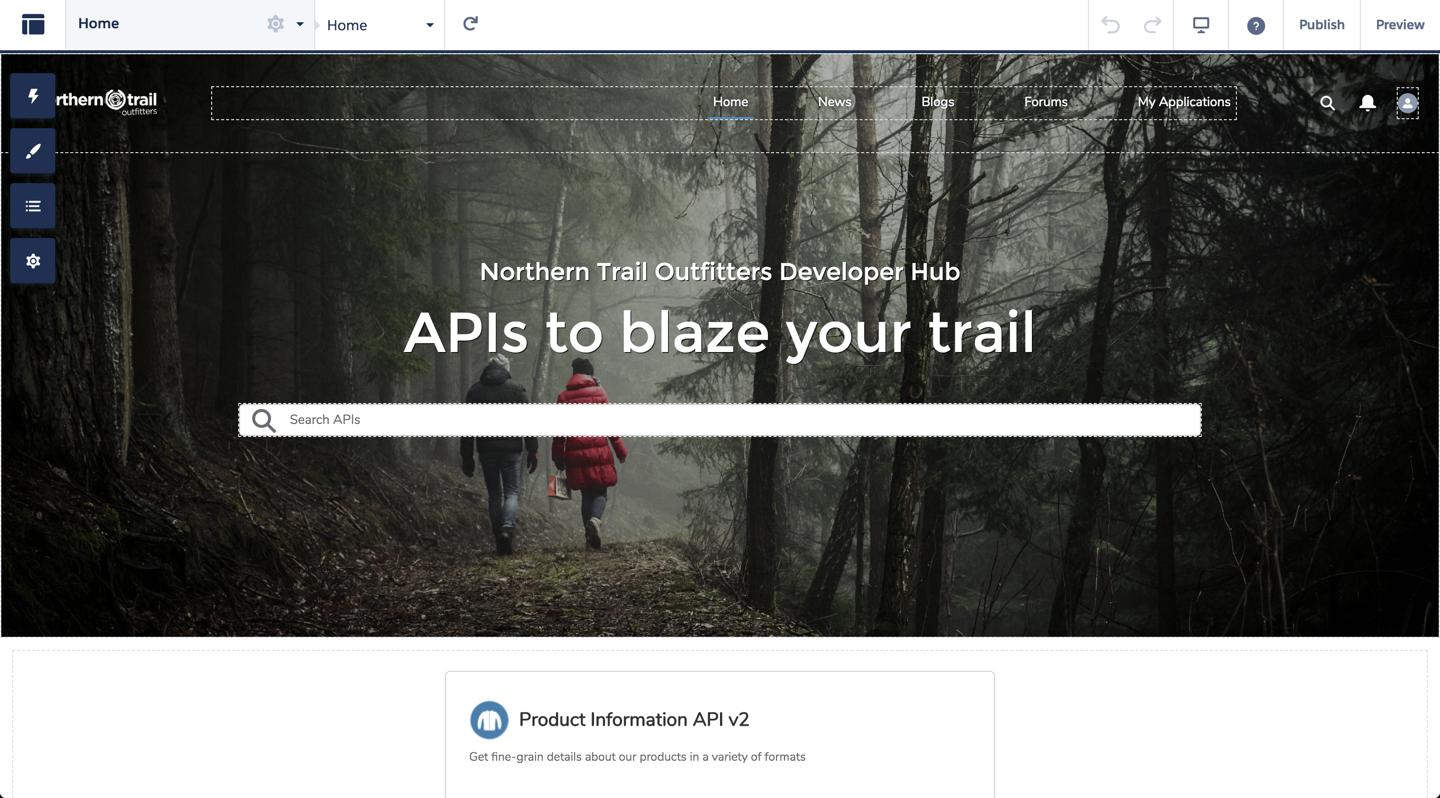 Home
Home
Publish
Preview
rthern trail
outfitters
Home
News
Blogs
Forums
My Applications
Northern Trail Outfitters Developer Hub
APIs to blaze your trail
Search APIs
Product Information API v2
Get fine-grain details about our products in a variety of formats